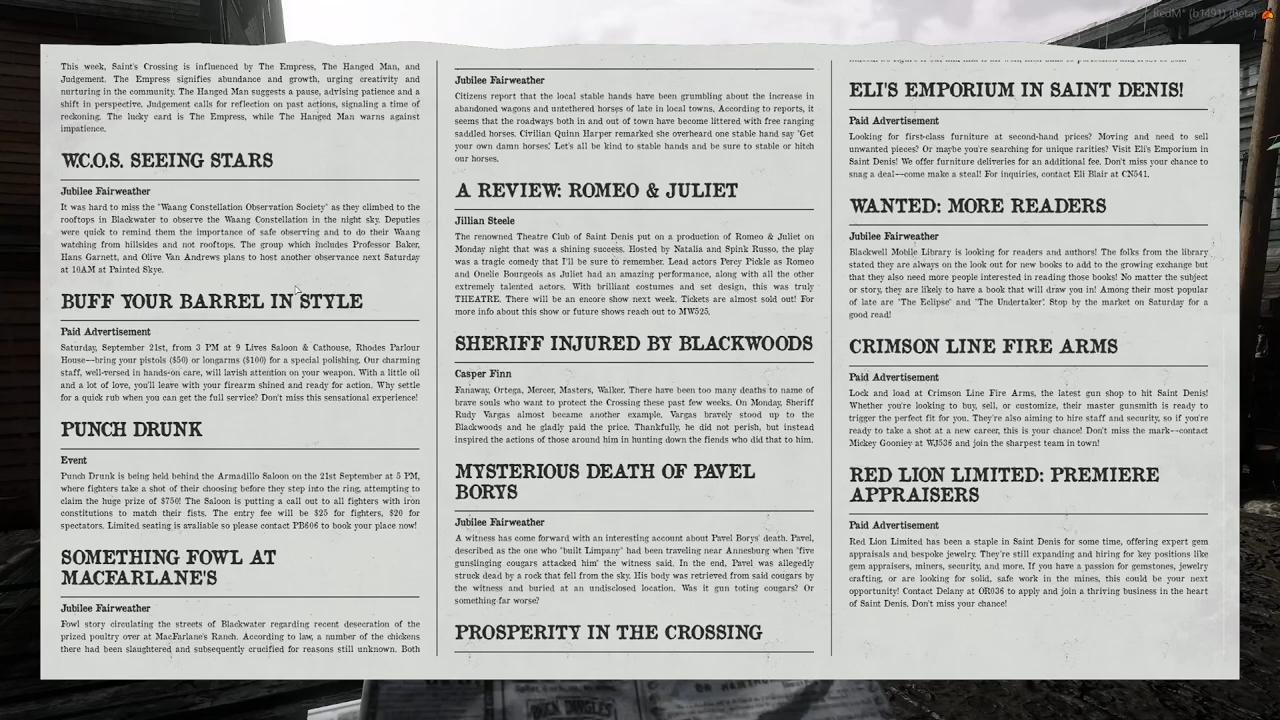 RedM* (b1491) (Beta)
This week, Saint's Crossing is influenced by The Empress, The Hanged Man, and
Judgement. The Empress signifies abundance and growth, urging creativity and
nurturing in the community. The Hanged Man suggests a pause, advising patience and a
shift in perspective. Judgement calls for reflection on past actions, signaling a time of
reckoning. The lucky card is The Empress, while The Hanged Man warns against
impatience.
W.C.O.S. SEEING STARS
Jubilee Fairweather
It was hard to miss the "Waang Constellation Observation Society" as they climbed to the
rooftops in Blackwater to observe the Waang Constellation in the night sky. Deputies
were quick to remind them the importance of safe observing and to do their Waang
watching from hillsides and not rooftops. The group which includes Professor Baker,
Hans Garnett, and Olive Van Andrews plans to host another observance next Saturday
at 10AM at Painted Skye.
BUFF YOUR BARREL IN STYLE
Paid Advertisement
Saturday, September 21st, from 3 PM at 9 Lives Saloon & Cathouse, Rhodes Parlour
House--bring your pistols ($50) or longarms ($100) for a special polishing. Our charming
staff, well-versed in hands-on care, will lavish attention on your weapon. With a little oil
and a lot of love, you'll leave with your firearm shined and ready for action. Why settle
for a quick rub when you can get the full service? Don't miss this sensational experience!
PUNCH DRUNK
Event
Punch Drunk is being held behind the Armadillo Saloon on the 21st September at 5 PM,
where fighters take a shot of their choosing before they step into the ring, attempting to
claim the huge prize of $750! The Saloon is putting a call out to all fighters with iron
constitutions to match their fists. The entry fee will be $25 for fighters, $20 for
spectators. Limited seating is avaliable so please contact PB606 to book your place now!
SOMETHING FOWL AT
MACFARLANE'S
Jubilee Fairweather
Fowl story circulating the streets of Blackwater regarding recent desecration of the
prized poultry over at MacFarlane's Ranch. According to law, a number of the chickens
there had been slaughtered and subsequently crucified for reasons still unknown. Both
Jubilee Fairweather
Citizens report that the local stable hands have been grumbling about the increase in
abandoned wagons and untethered horses of late in local towns. According to reports, it
seems that the roadways both in and out of town have become littered with free ranging
saddled horses. Civilian Quinn Harper remarked she overheard one stable hand say "Get
your own damn horses." Let's all be kind to stable hands and be sure to stable or hitch
our horses.
A REVIEW: ROMEO & JULIET
Jillian Steele
The renowned Theatre Club of Saint Denis put on a production of Romeo & Juliet on
Monday night that was a shining success. Hosted by Natalia and Spink Russo, the play
was a tragic comedy that I'll be sure to remember. Lead actors Percy Pickle as Romeo
and Onelie Bourgeois as Juliet had an amazing performance, along with all the other
extremely talented actors. With brilliant costumes and set design, this was truly
THEATRE. There will be an encore show next week. Tickets are almost sold out! For
more info about this show or future shows reach out to MW525.
SHERIFF INJURED BY BLACKWOODS
Casper Finn
Fanaway, Ortega, Mercer, Masters, Walker. There have been too many deaths to name of
brave souls who want to protect the Crossing these past few weeks. On Monday, Sheriff
Rudy Vargas almost became another example. Vargas bravely stood up to the
Blackwoods and he gladly paid the price. Thankfully, he did not perish, but instead
inspired the actions of those around him in hunting down the fiends who did that to him.
MYSTERIOUS DEATH OF PAVEL
BORYS
Jubilee Fairweather
A witness has come forward with an interesting account about Pavel Borys' death. Pavel,
described as the one who "built Limpany" had been traveling near Annesburg when "five
gunslinging cougars attacked him" the witness said. In the end, Pavel was allegedly
struck dead by a rock that fell from the sky. His body was retrieved from said cougars by
the witness and buried at an undisclosed location. Was it gun toting cougars? Or
something far worse?
PROSPERITY IN THE CROSSING
ELI'S EMPORIUM IN SAINT DENIS!
Paid Advertisement
Looking for first-class furniture at second-hand prices? Moving and need to sell
unwanted pieces? Or maybe you're searching for unique rarities? Visit Eli's Emporium in
Saint Denis! We offer furniture deliveries for an additional fee. Don't miss your chance to
snag a deal--come make a steal! For inquiries, contact Eli Blair at CN541.
WANTED: MORE READERS
Jubilee Fairweather
Blackwell Mobile Library is looking for readers and authors! The folks from the library
stated they are always on the look out for new books to add to the growing exchange but
that they also need more people interested in reading those books! No matter the subject
or story, they are likely to have a book that will draw you in! Among their most popular
of late are "The Eclipse" and "The Undertaker". Stop by the market on Saturday for a
good read!
CRIMSON LINE FIRE ARMS
Paid Advertisement
Lock and load at Crimson Line Fire Arms, the latest gun shop to hit Saint Denis!
Whether you're looking to buy, sell, or customize, their master gunsmith is ready to
trigger the perfect fit for you. They're also aiming to hire staff and security, so if you're
ready to take a shot at a new career, this is your chance! Don't miss the mark--contact
Mickey Gooniey at WJ536 and join the sharpest team in town!
RED LION LIMITED: PREMIERE
APPRAISERS
Paid Advertisement
Red Lion Limited has been a staple in Saint Denis for some time, offering expert gem
appraisals and bespoke jewelry. They're still expanding and hiring for key positions like
gem appraisers, miners, security, and more. If you have a passion for gemstones, jewelry
crafting, or are looking for solid, safe work in the mines, this could be your next
opportunity! Contact Delany at OR036 to apply and join a thriving business in the heart
of Saint Denis. Don't miss your chance!